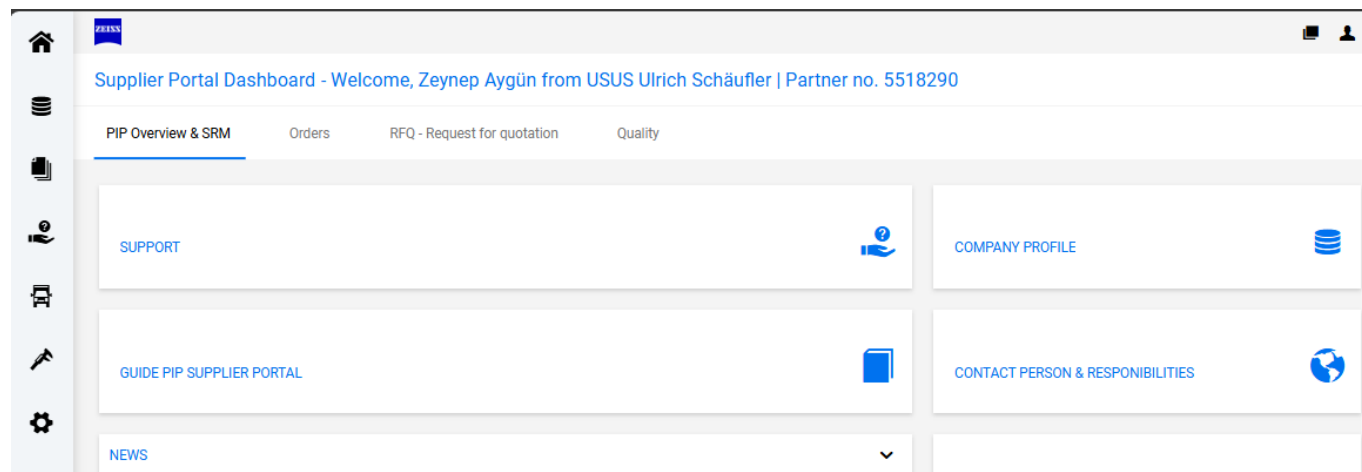 ZEISS
Supplier Portal Dashboard - Welcome, Zeynep Aygün from USUS Ulrich Schäufler | Partner no. 5518290
PIP Overview & SRM Orders RFQ - Request for quotation Quality
SUPPORT
COMPANY PROFILE
GUIDE PIP SUPPLIER PORTAL
CONTACT PERSON & RESPONIBILITIES
NEWS